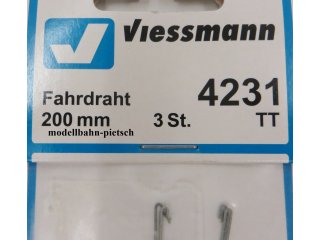 Viessmann
Fahrdraht 4231
200 mm 3 St. TT
modellbahn-pietsch